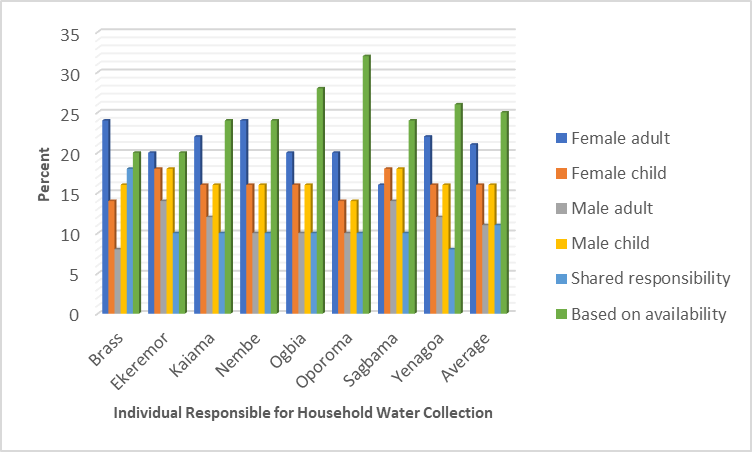 35
30
25
20
15
10
5
0
Percent
Brass
Ekeremor
Kaiama
Nembe
Ogbia
Oporoma
Sagbama
Yenagoa
Average
Individual Responsible for Household Water Collection
Female adult
Female child
Male adult
Male child
Shared responsibility
Based on availability